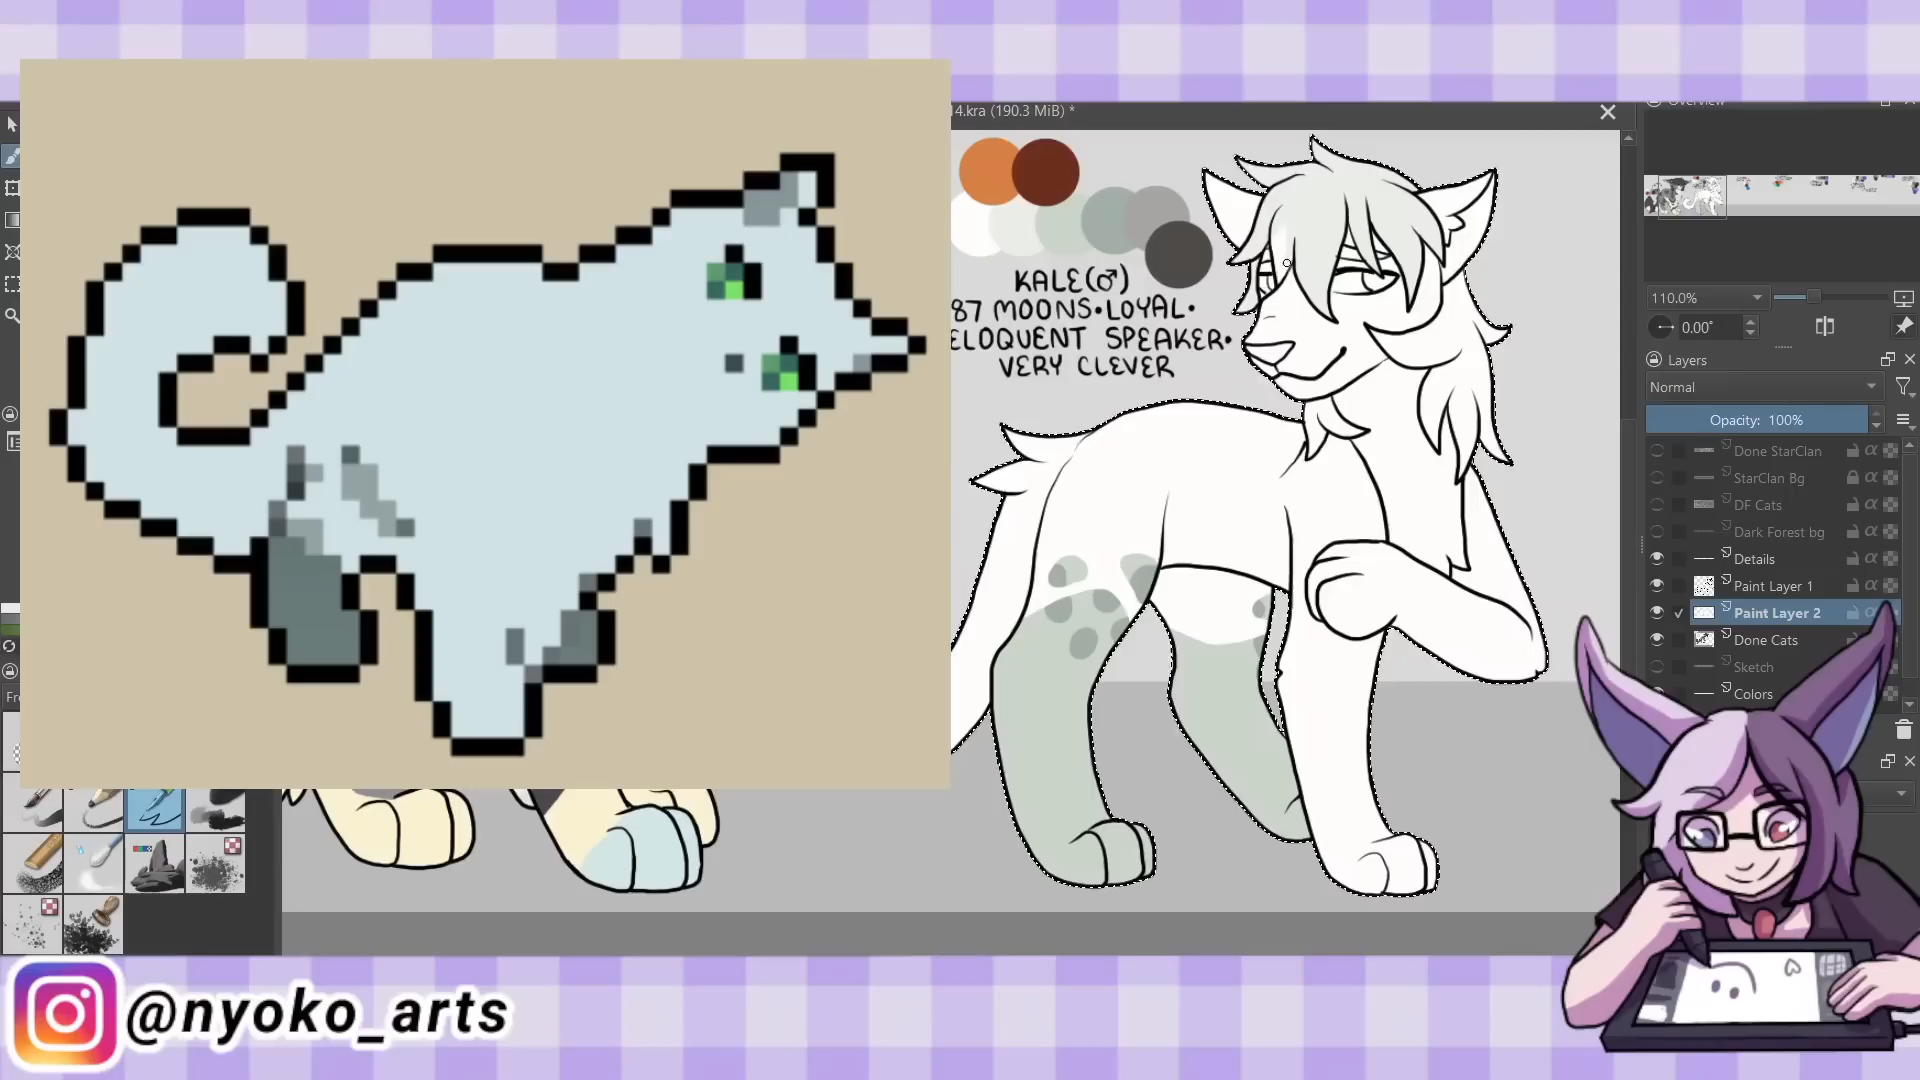 14.kra (190.3 MiB) *
Overview
KALE(♂)
87 MOONS•LOYAL•
ELOQUENT SPEAKER•
VERY CLEVER
110.0%
0.00°
Layers
Normal
Opacity: 100%
Done StarClan
StarClan Bg
DF Cats
Dark Forest bg
Details
Paint Layer 1
Paint Layer 2
Done Cats
Sketch
Colors
@nyoko_arts